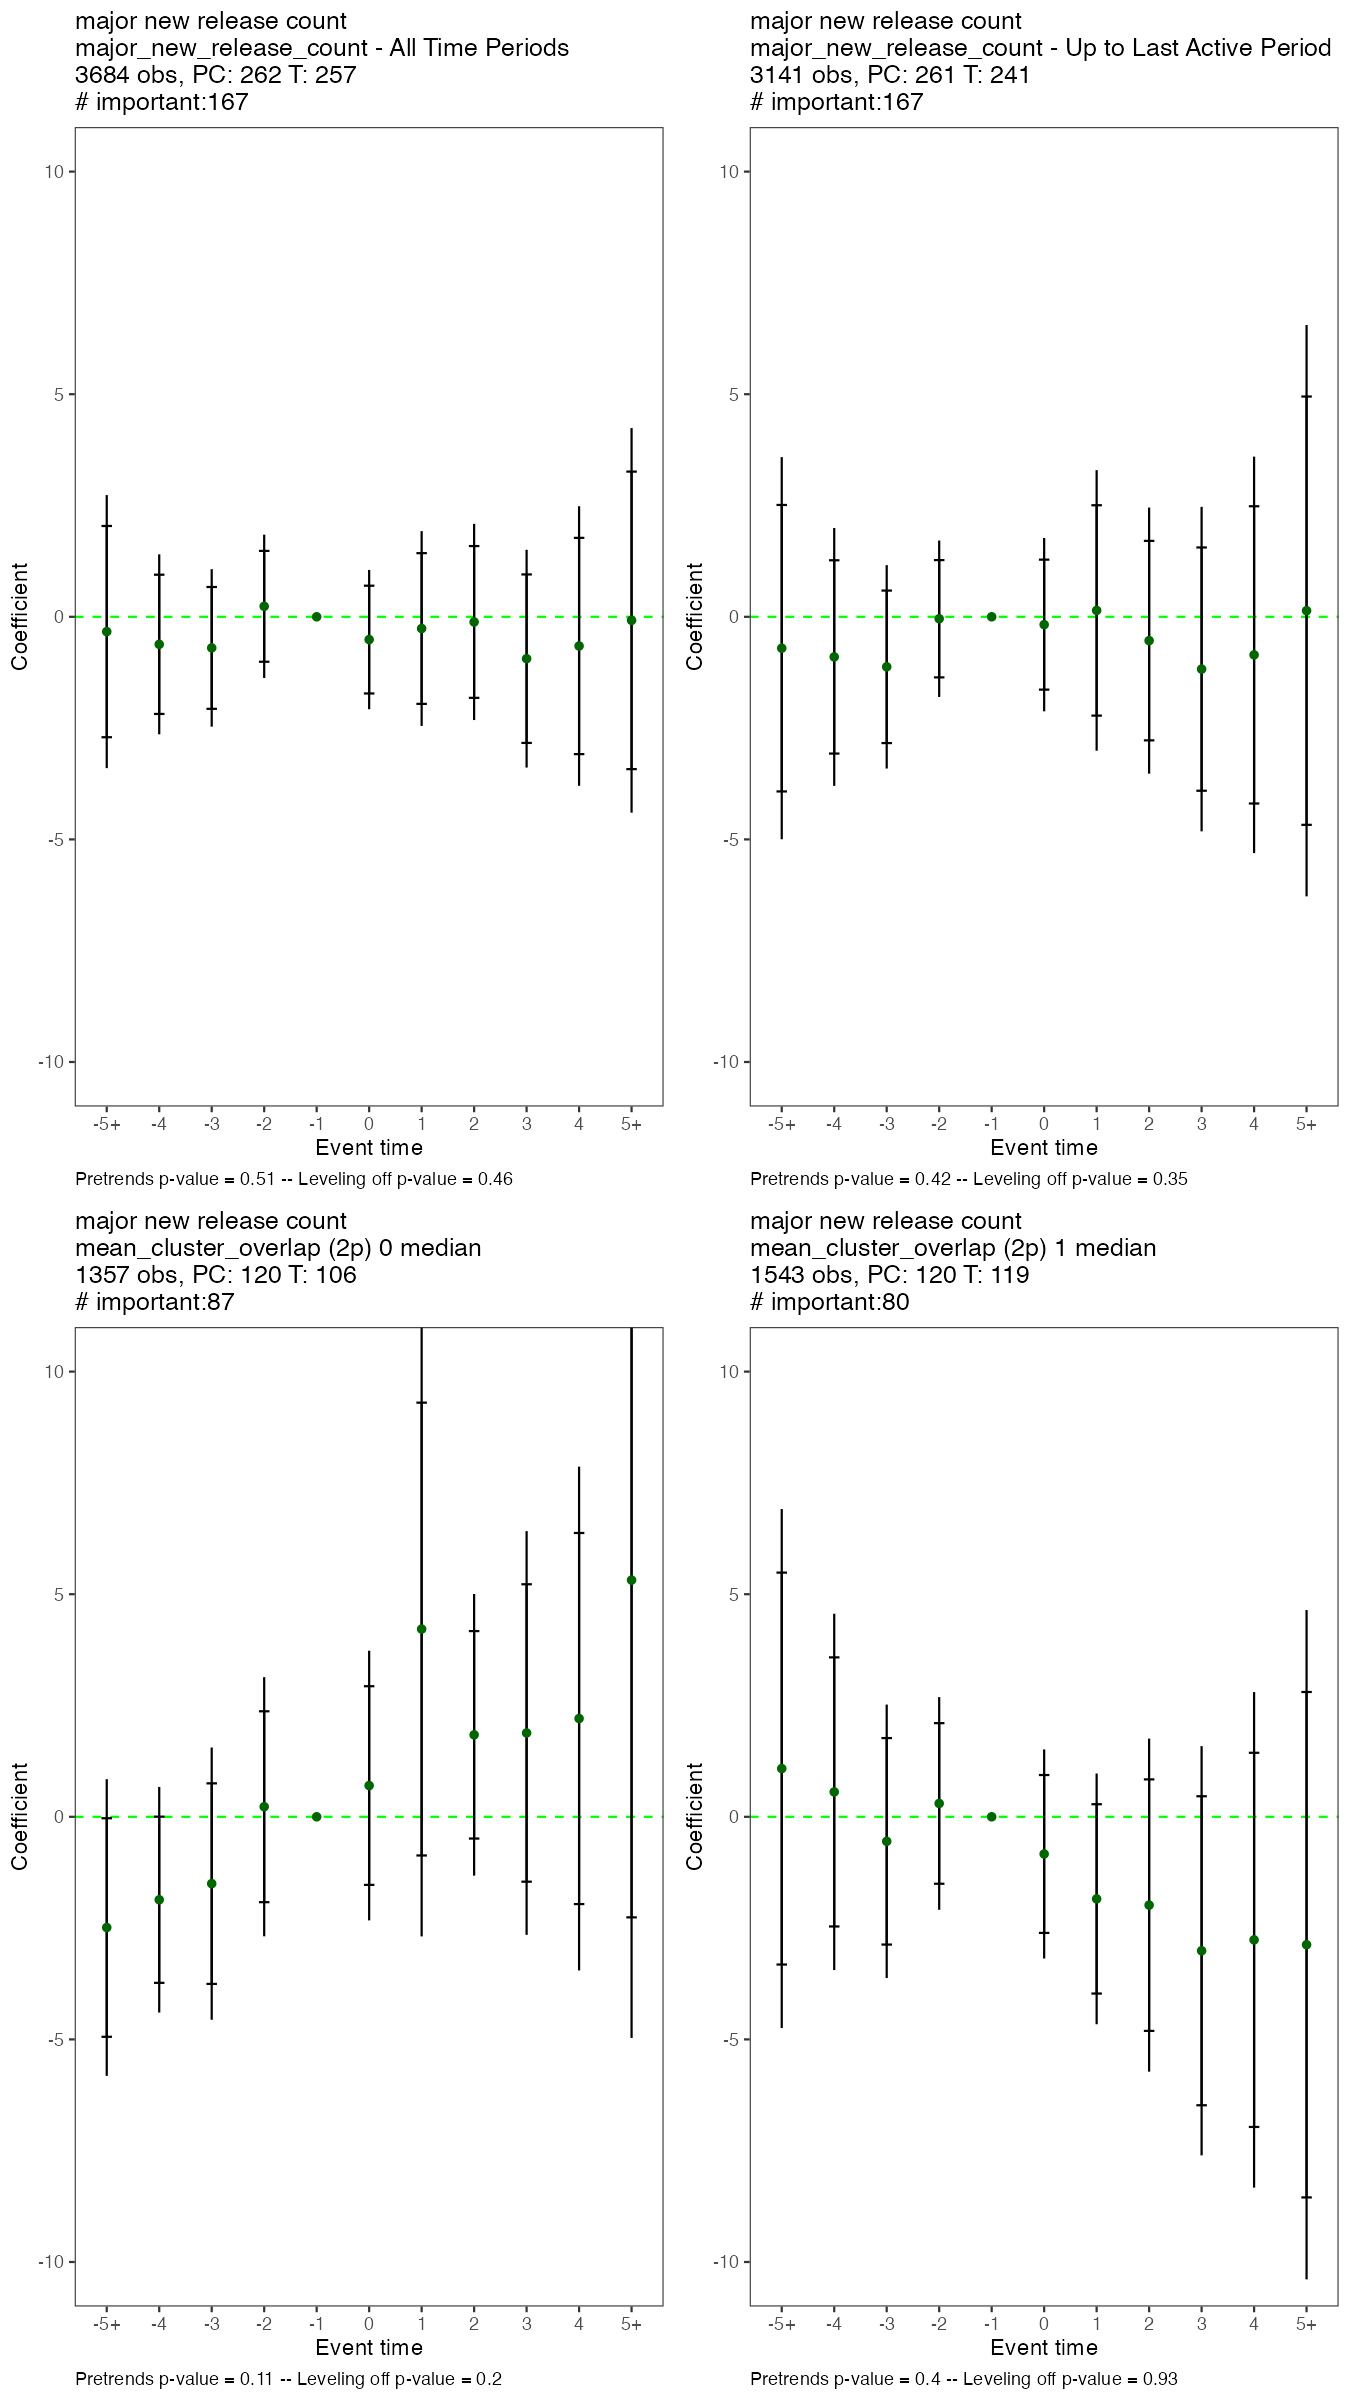 major new release count
major_new_release_count - All Time Periods
3684 obs, PC: 262 T: 257
# important:167
10
5
0
-5
-10
Coefficient
-5+ -4 -3 -2 -1 0 1 2 3 4 5+
Event time
Pretrends p-value = 0.51 -- Leveling off p-value = 0.46
major new release count
major_new_release_count - Up to Last Active Period
3141 obs, PC: 261 T: 241
# important:167
10
5
0
-5
-10
Coefficient
-5+ -4 -3 -2 -1 0 1 2 3 4 5+
Event time
Pretrends p-value = 0.42 -- Leveling off p-value = 0.35
major new release count
mean_cluster_overlap (2p) 0 median
1357 obs, PC: 120 T: 106
# important:87
10
5
0
-5
-10
Coefficient
-5+ -4 -3 -2 -1 0 1 2 3 4 5+
Event time
Pretrends p-value = 0.11 -- Leveling off p-value = 0.2
major new release count
mean_cluster_overlap (2p) 1 median
1543 obs, PC: 120 T: 119
# important:80
10
5
0
-5
-10
Coefficient
-5+ -4 -3 -2 -1 0 1 2 3 4 5+
Event time
Pretrends p-value = 0.4 -- Leveling off p-value = 0.93